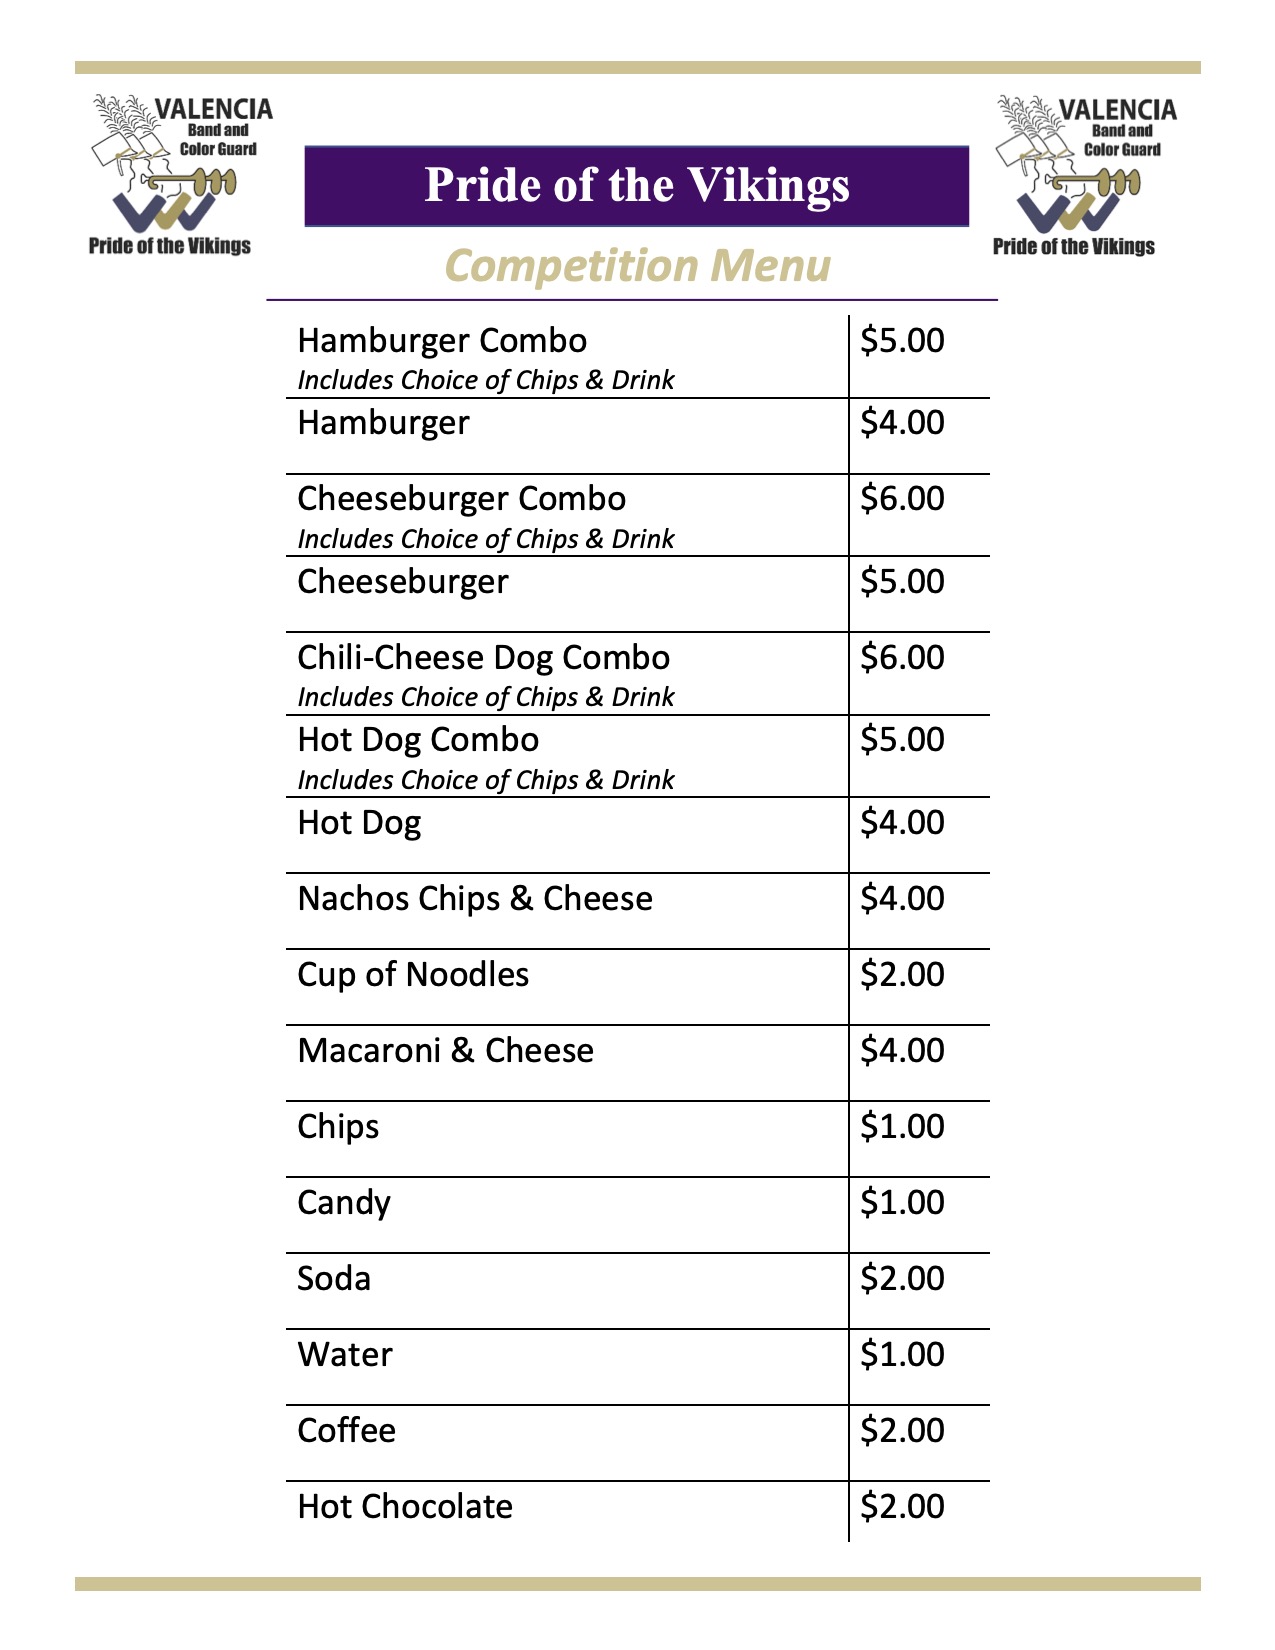 VALENCIA
Band and
Color Guard
Pride of the Vikings
VALENCIA
Band and
Color Guard
Pride of the Vikings
Pride of the Vikings
Competition Menu
Hamburger Combo $5.00
Includes Choice of Chips & Drink
Hamburger $4.00
Cheeseburger Combo $6.00
Includes Choice of Chips & Drink
Cheeseburger $5.00
Chili-Cheese Dog Combo $6.00
Includes Choice of Chips & Drink
Hot Dog Combo $5.00
Includes Choice of Chips & Drink
Hot Dog $4.00
Nachos Chips & Cheese $4.00
Cup of Noodles $2.00
Macaroni & Cheese $4.00
Chips $1.00
Candy $1.00
Soda $2.00
Water $1.00
Coffee $2.00
Hot Chocolate $2.00